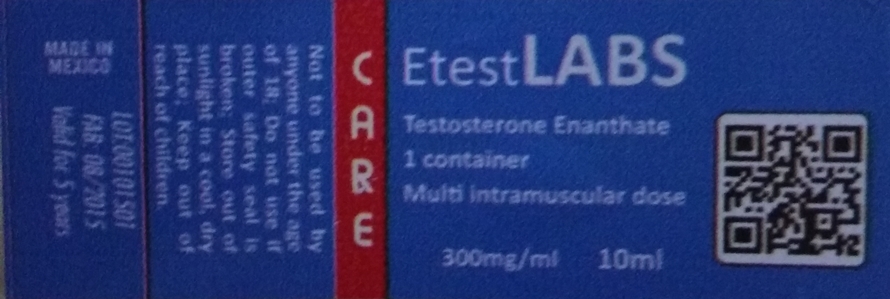 MADE IN
MEXICO
LOT00101501
FAB 08/2015
Valid for 5 years
Not to be used by
anyone under the age
of 18; Do not use if
outer safety seal is
broken; Store out of
sunlight in a cool, dry
place; Keep out of
reach of children.
CARE
EtestLABS
Testosterone Enanthate
1 container
Multi intramuscular dose
300mg/ml 10ml